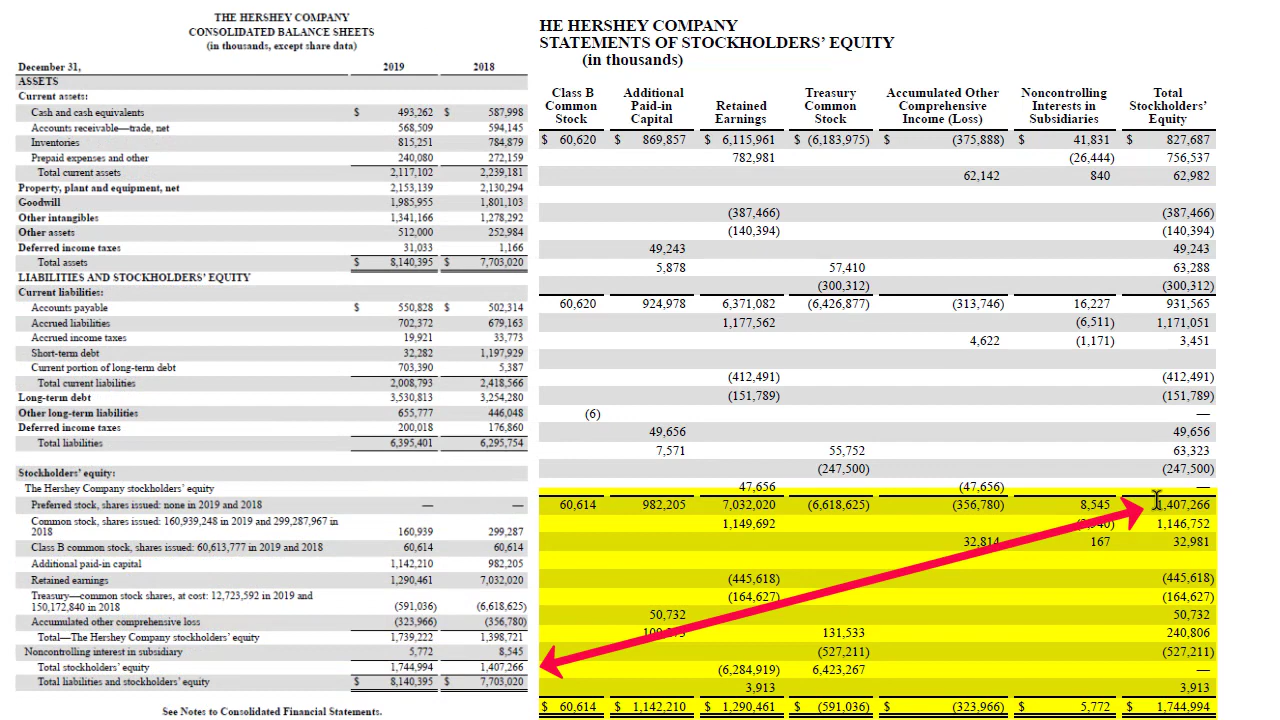 THE HERSHEY COMPANY
CONSOLIDATED BALANCE SHEETS
(in thousands, except share data)
December 31, 2019 2018
ASSETS
Current assets:
Cash and cash equivalents $ 493,262 $ 587,998
Accounts receivable—trade, net 568,509 594,145
Inventories 815,251 784,879
Prepaid expenses and other 240,080 272,159
Total current assets 2,117,102 2,239,181
Property, plant and equipment, net 2,153,139 2,130,294
Goodwill 1,985,955 1,801,103
Other intangibles 1,341,166 1,278,292
Other assets 512,000 252,984
Deferred income taxes 31,033 1,166
Total assets $ 8,140,395 $ 7,703,020
LIABILITIES AND STOCKHOLDERS' EQUITY
Current liabilities:
Accounts payable $ 550,828 $ 502,314
Accrued liabilities 702,372 679,163
Accrued income taxes 19,921 33,773
Short-term debt 32,282 1,197,929
Current portion of long-term debt 703,390 5,387
Total current liabilities 2,008,793 2,418,566
Long-term debt 3,530,813 3,254,280
Other long-term liabilities 655,777 446,048
Deferred income taxes 200,018 176,860
Total liabilities 6,395,401 6,295,754
Stockholders' equity:
The Hershey Company stockholders' equity
Preferred stock, shares issued: none in 2019 and 2018 — —
Common stock, shares issued: 160,939,248 in 2019 and 299,287,967 in
2018 160,939 299,287
Class B common stock, shares issued: 60,613,777 in 2019 and 2018 60,614 60,614
Additional paid-in capital 1,142,210 982,205
Retained earnings 1,290,461 7,032,020
Treasury—common stock shares, at cost: 12,723,592 in 2019 and
150,172,840 in 2018 (591,036) (6,618,625)
Accumulated other comprehensive loss (323,966) (356,780)
Total—The Hershey Company stockholders' equity 1,739,222 1,398,721
Noncontrolling interest in subsidiary 5,772 8,545
Total stockholders' equity 1,744,994 1,407,266
Total liabilities and stockholders' equity $ 8,140,395 $ 7,703,020
See Notes to Consolidated Financial Statements.
HE HERSHEY COMPANY
STATEMENTS OF STOCKHOLDERS' EQUITY
(in thousands)
Class B Additional Treasury Accumulated Other Noncontrolling Total
Common Paid-in Retained Common Comprehensive Interests in Stockholders'
Stock Capital Earnings Stock Income (Loss) Subsidiaries Equity
$ 60,620 $ 869,857 $ 6,115,961 $ (6,183,975) $ (375,888) $ 41,831 $ 827,687
782,981 (26,444) 756,537
62,142 840 62,982
(387,466) (387,466)
(140,394) (140,394)
49,243 49,243
5,878 57,410 63,288
(300,312) (300,312)
60,620 924,978 6,371,082 (6,426,877) (313,746) 16,227 931,565
1,177,562 (6,511) 1,171,051
4,622 (1,171) 3,451
(412,491) (412,491)
(151,789) (151,789)
(6) —
49,656 49,656
7,571 55,752 63,323
(247,500) (247,500)
47,656 (47,656) —
60,614 982,205 7,032,020 (6,618,625) (356,780) 8,545 1,407,266
1,149,692 1,146,752
32,814 167 32,981
(445,618) (445,618)
(164,627) (164,627)
50,732 50,732
131,533 240,806
(527,211) (527,211)
(6,284,919) 6,423,267 —
3,913 3,913
$ 60,614 $ 1,142,210 $ 1,290,461 $ (591,036) $ (323,966) $ 5,772 $ 1,744,994